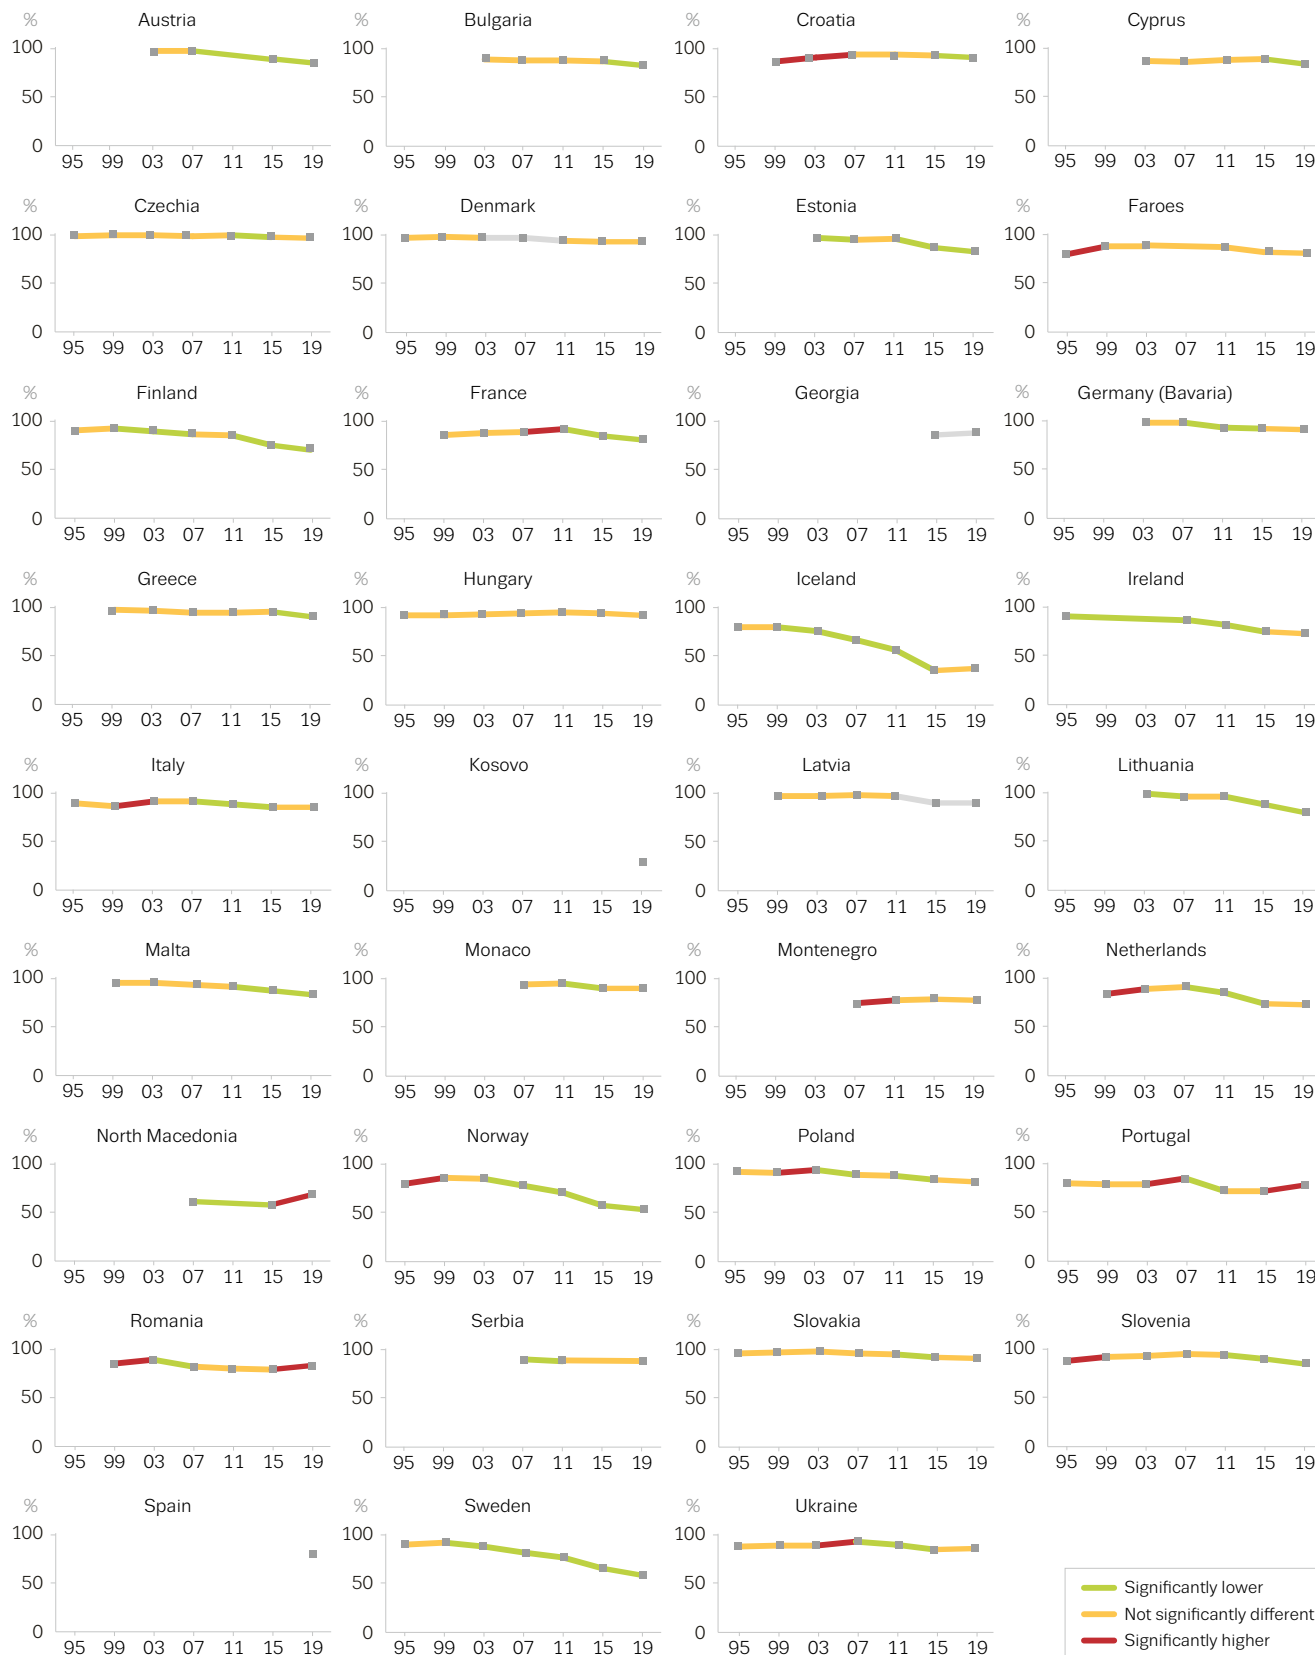 % Austria % Bulgaria % Croatia % Cyprus
100 100 100 100
50 50 50 50
0 0 0 0
95 99 03 07 11 15 19 95 99 03 07 11 15 19 95 99 03 07 11 15 19 95 99 03 07 11 15 19
% Czechia % Denmark % Estonia % Faroes
100 100 100 100
50 50 50 50
0 0 0 0
95 99 03 07 11 15 19 95 99 03 07 11 15 19 95 99 03 07 11 15 19 95 99 03 07 11 15 19
% Finland % France % Georgia % Germany (Bavaria)
100 100 100 100
50 50 50 50
0 0 0 0
95 99 03 07 11 15 19 95 99 03 07 11 15 19 95 99 03 07 11 15 19 95 99 03 07 11 15 19
% Greece % Hungary % Iceland % Ireland
100 100 100 100
50 50 50 50
0 0 0 0
95 99 03 07 11 15 19 95 99 03 07 11 15 19 95 99 03 07 11 15 19 95 99 03 07 11 15 19
% Italy % Kosovo % Latvia % Lithuania
100 100 100 100
50 50 50 50
0 0 0 0
95 99 03 07 11 15 19 95 99 03 07 11 15 19 95 99 03 07 11 15 19 95 99 03 07 11 15 19
% Malta % Monaco % Montenegro % Netherlands
100 100 100 100
50 50 50 50
0 0 0 0
95 99 03 07 11 15 19 95 99 03 07 11 15 19 95 99 03 07 11 15 19 95 99 03 07 11 15 19
% North Macedonia % Norway % Poland % Portugal
100 100 100 100
50 50 50 50
0 0 0 0
95 99 03 07 11 15 19 95 99 03 07 11 15 19 95 99 03 07 11 15 19 95 99 03 07 11 15 19
% Romania % Serbia % Slovakia % Slovenia
100 100 100 100
50 50 50 50
0 0 0 0
95 99 03 07 11 15 19 95 99 03 07 11 15 19 95 99 03 07 11 15 19 95 99 03 07 11 15 19
% Spain % Sweden % Ukraine
100 100 100
50 50 50
0 0 0
95 99 03 07 11 15 19 95 99 03 07 11 15 19 95 99 03 07 11 15 19
Significantly lower
Not significantly different
Significantly higher